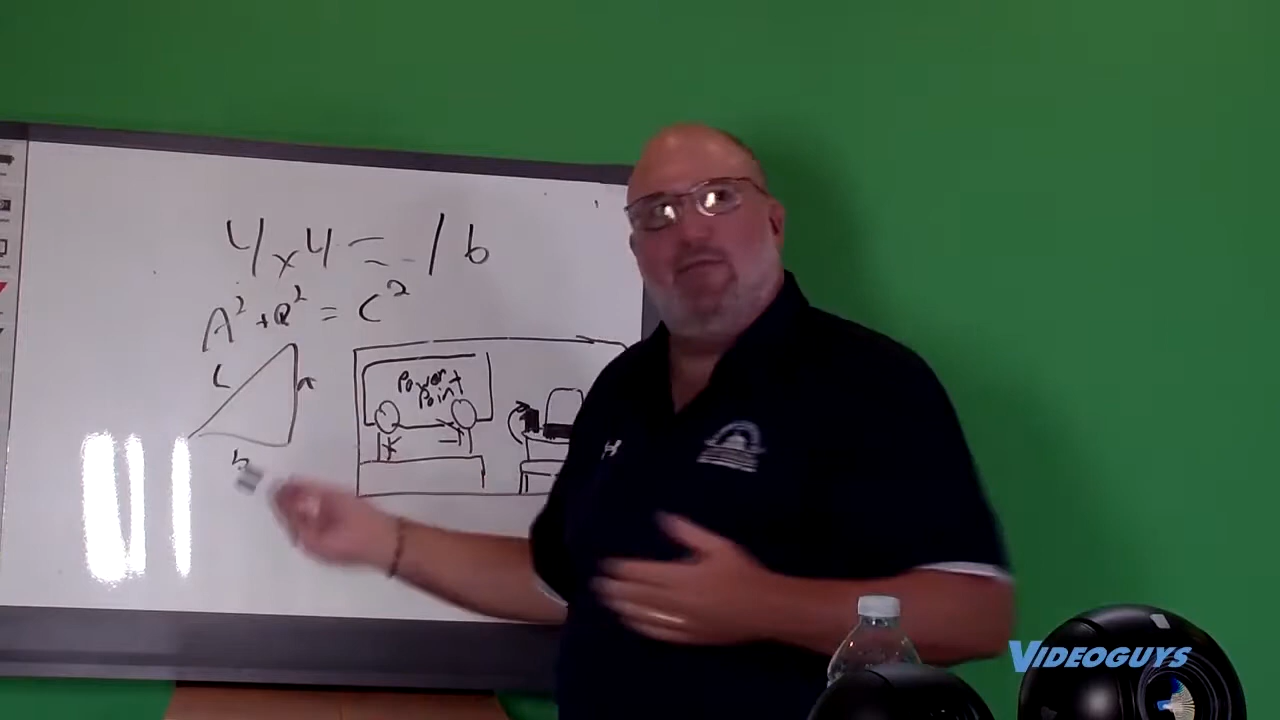 4x4=16
A²+B²=C²
c
a
b
Power
Point
VIDEOGUYS